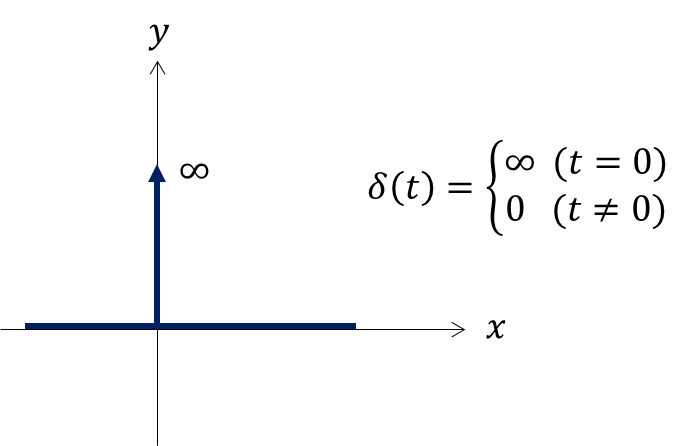 y
∞
δ(t) = {∞ (t = 0)
0 (t ≠ 0)
x